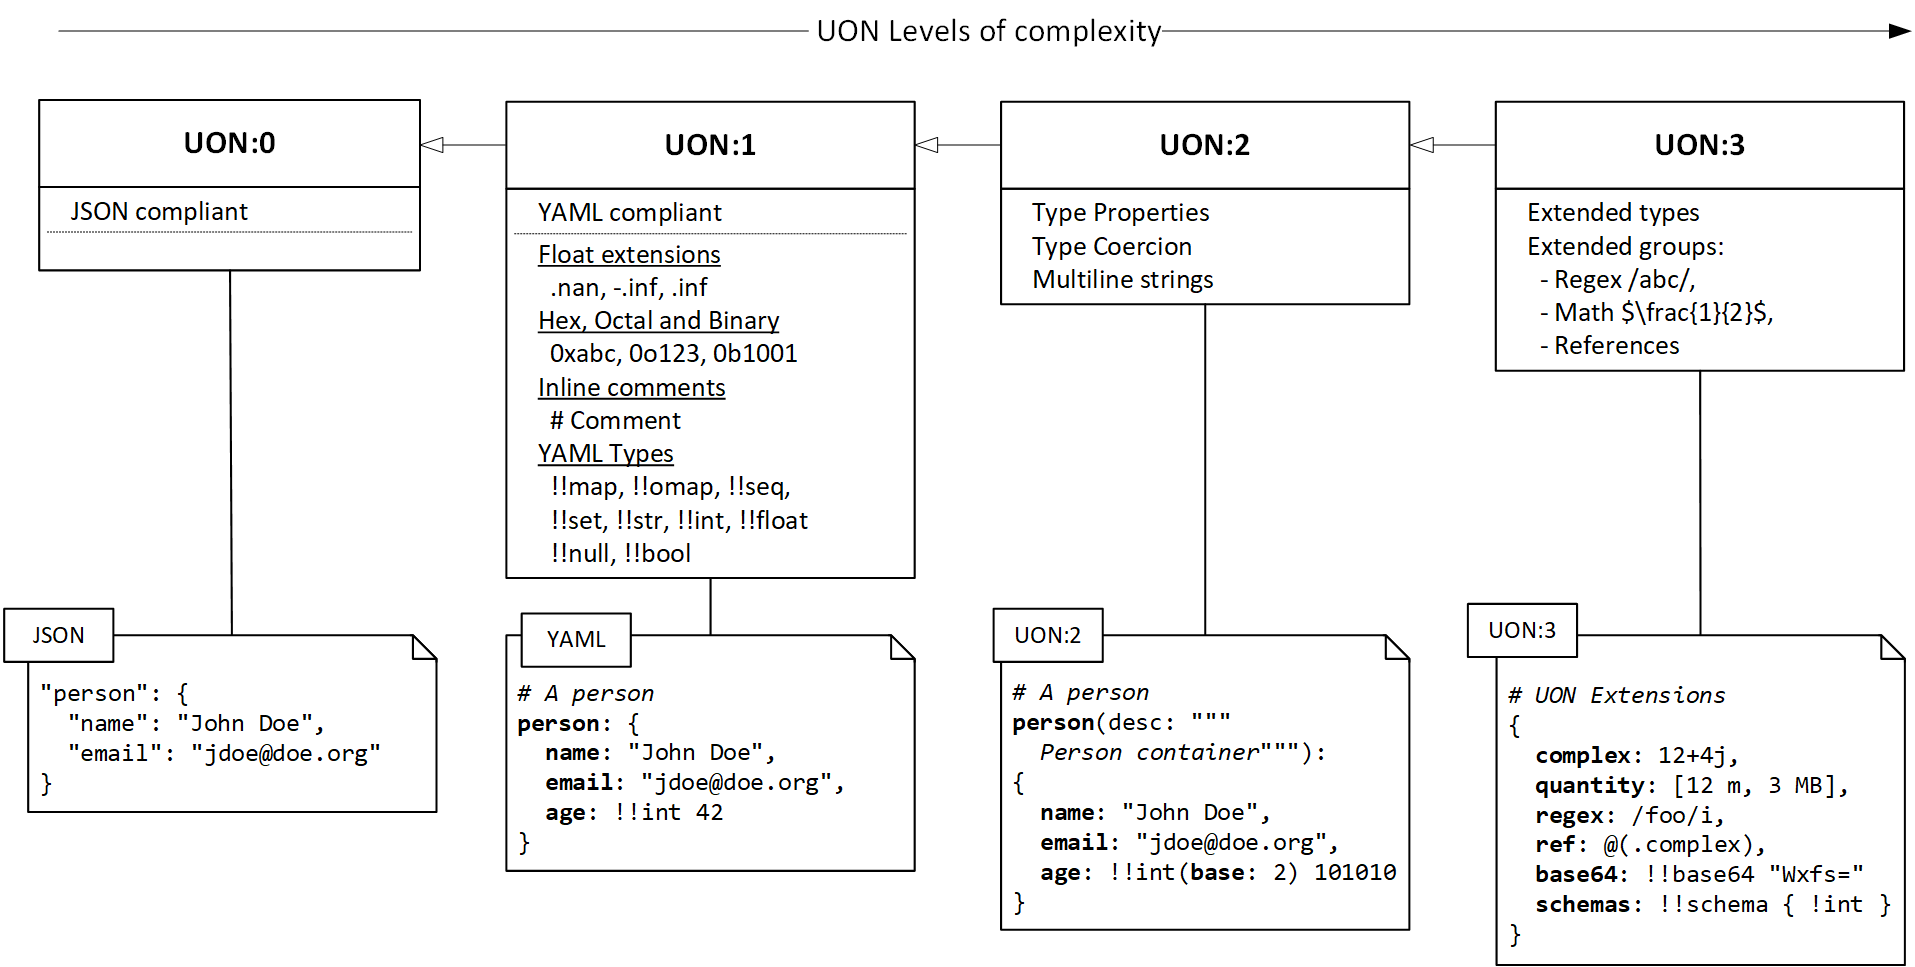 UON Levels of complexity
UON:0
JSON compliant
UON:1
YAML compliant
Float extensions
.nan, -.inf, .inf
Hex, Octal and Binary
0xabc, 0o123, 0b1001
Inline comments
# Comment
YAML Types
!!map, !!omap, !!seq,
!!set, !!str, !!int, !!float
!!null, !!bool
UON:2
Type Properties
Type Coercion
Multiline strings
UON:3
Extended types
Extended groups:
- Regex /abc/,
- Math $\frac{1}{2}$,
- References
JSON
"person": {
  "name": "John Doe",
  "email": "jdoe@doe.org"
}
YAML
# A person
person: {
  name: "John Doe",
  email: "jdoe@doe.org",
  age: !!int 42
}
UON:2
# A person
person(desc: """
  Person container"""):
{
  name: "John Doe",
  email: "jdoe@doe.org",
  age: !!int(base: 2) 101010
}
UON:3
# UON Extensions
{
  complex: 12+4j,
  quantity: [12 m, 3 MB],
  regex: /foo/i,
  ref: @(.complex),
  base64: !!base64 "Wxfs="
  schemas: !!schema { !int }
}